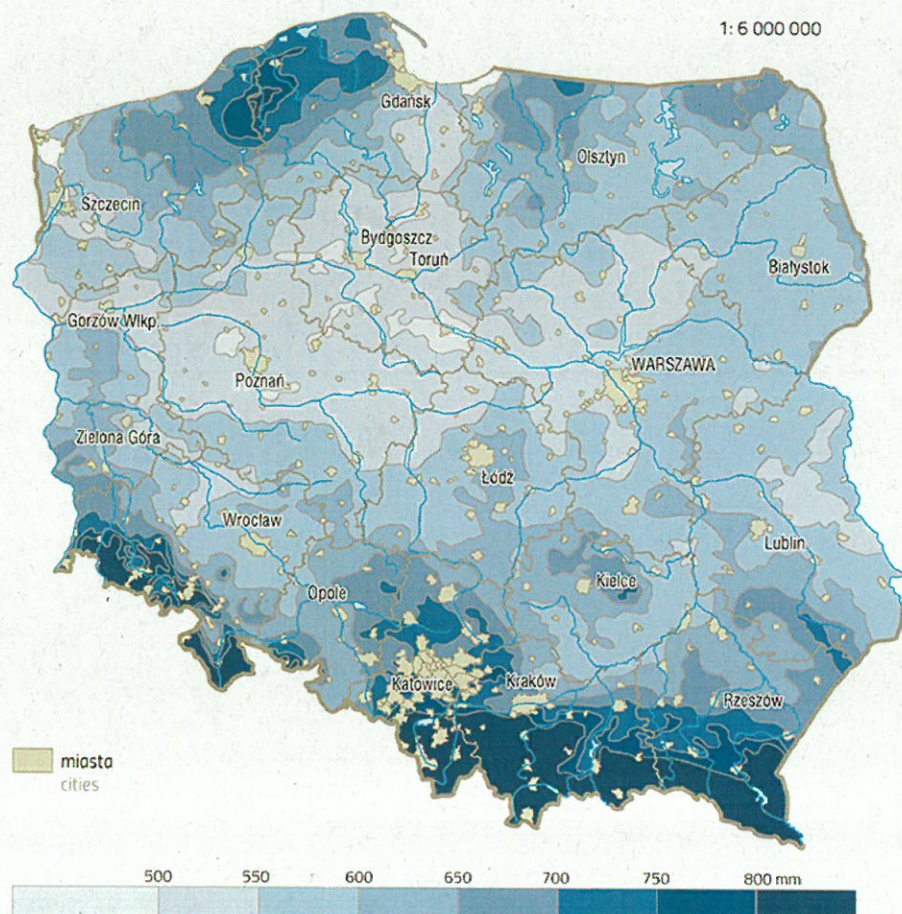 1: 6 000 000
Gdańsk
Olsztyn
Szczecin
Bydgoszcz
Toruń
Białystok
Gorzów Wlkp.
Poznań
WARSZAWA
Zielona Góra
Łódź
Wrocław
Lublin
Opole
Kielce
Katowice
Kraków
Rzeszów
miasta
cities
500 550 600 650 700 750 800 mm